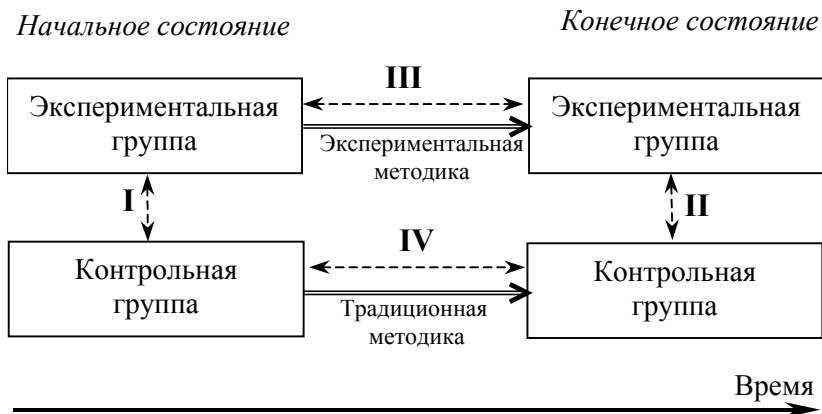 Начальное состояние
Конечное состояние
III
Экспериментальная
группа
Экспериментальная
методика
Экспериментальная
группа
I
II
Контрольная
группа
IV
Традиционная
методика
Контрольная
группа
Время